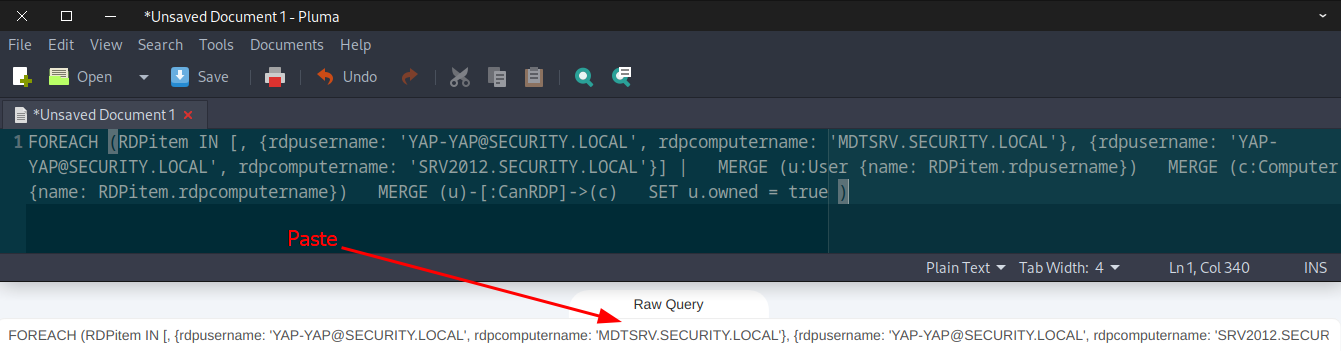 *Unsaved Document 1 - Pluma
File Edit View Search Tools Documents Help
Open Save Undo
*Unsaved Document 1
1 FOREACH (RDPitem IN [, {rdpusername: 'YAP-YAP@SECURITY.LOCAL', rdpcomputername: 'MDTSRV.SECURITY.LOCAL'}, {rdpusername: 'YAP-
YAP@SECURITY.LOCAL', rdpcomputername: 'SRV2012.SECURITY.LOCAL'}] | MERGE (u:User {name: RDPitem.rdpusername}) MERGE (c:Computer
{name: RDPitem.rdpcomputername}) MERGE (u)-[:CanRDP]->(c) SET u.owned = true )
Paste
Plain Text Tab Width: 4 Ln 1, Col 340 INS
Raw Query
FOREACH (RDPitem IN [, {rdpusername: 'YAP-YAP@SECURITY.LOCAL', rdpcomputername: 'MDTSRV.SECURITY.LOCAL'}, {rdpusername: 'YAP-YAP@SECURITY.LOCAL', rdpcomputername: 'SRV2012.SECUR